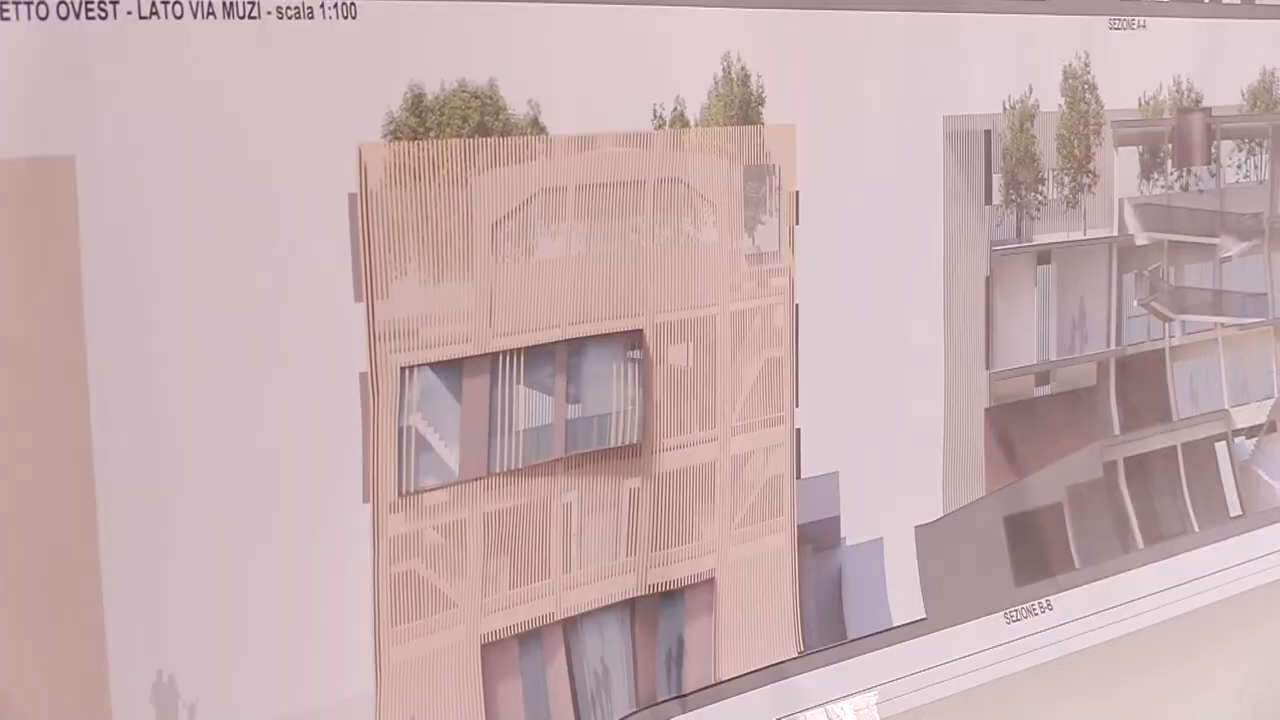 ETTO OVEST - LATO VIA MUZI - scala 1:100
SEZIONE A-A
SEZIONE B-B